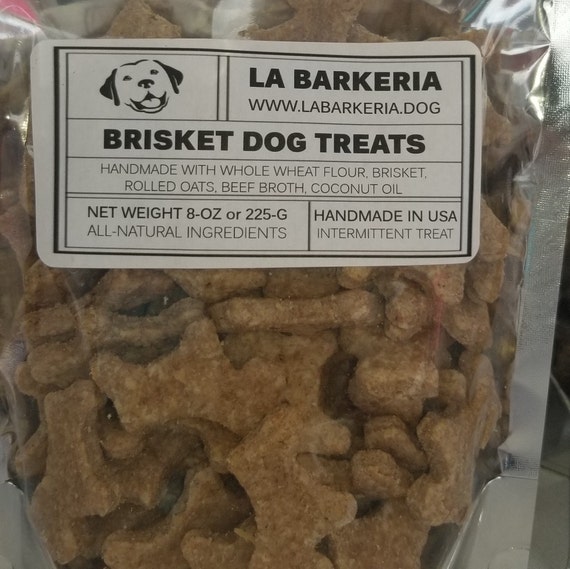 LA BARKERIA
WWW.LABARKERIA.DOG
BRISKET DOG TREATS
HANDMADE WITH WHOLE WHEAT FLOUR, BRISKET,
ROLLED OATS, BEEF BROTH, COCONUT OIL
NET WEIGHT 8-OZ or 225-G
ALL-NATURAL INGREDIENTS
HANDMADE IN USA
INTERMITTENT TREAT